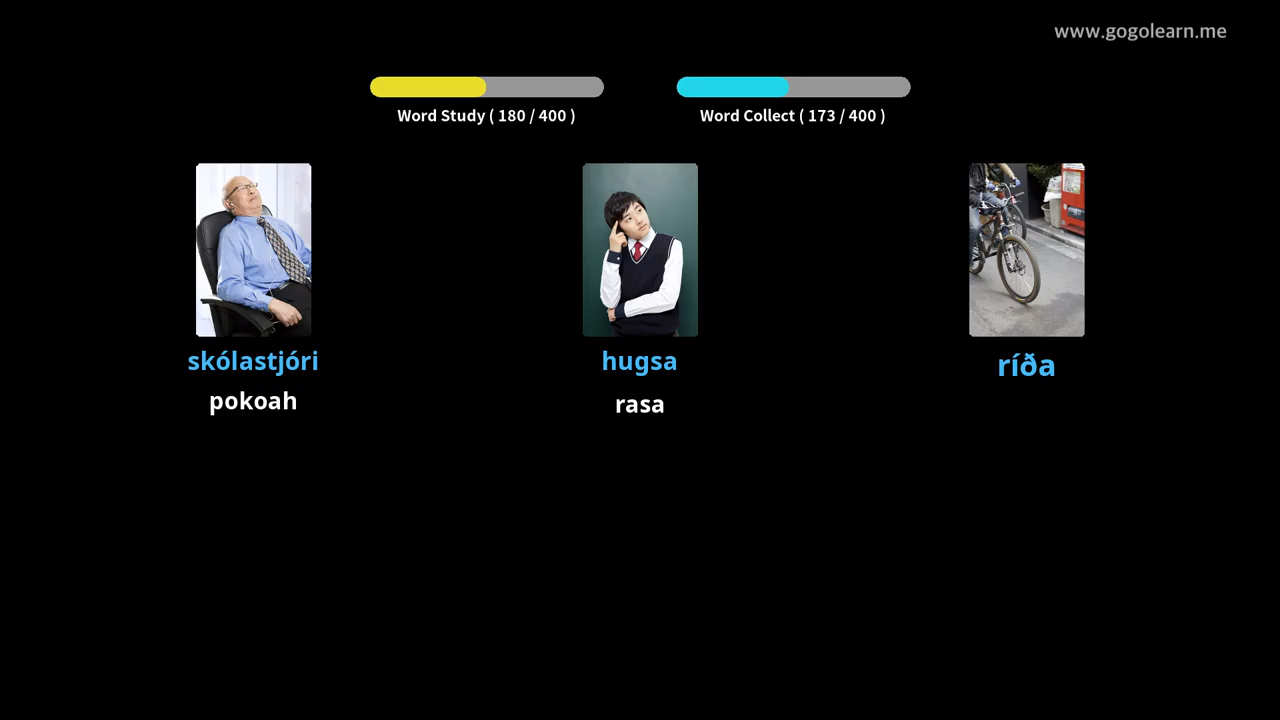 www.gogolearn.me
Word Study ( 180 / 400 )
Word Collect ( 173 / 400 )
skólastjóri
hugsa
ríða
pokoah
rasa